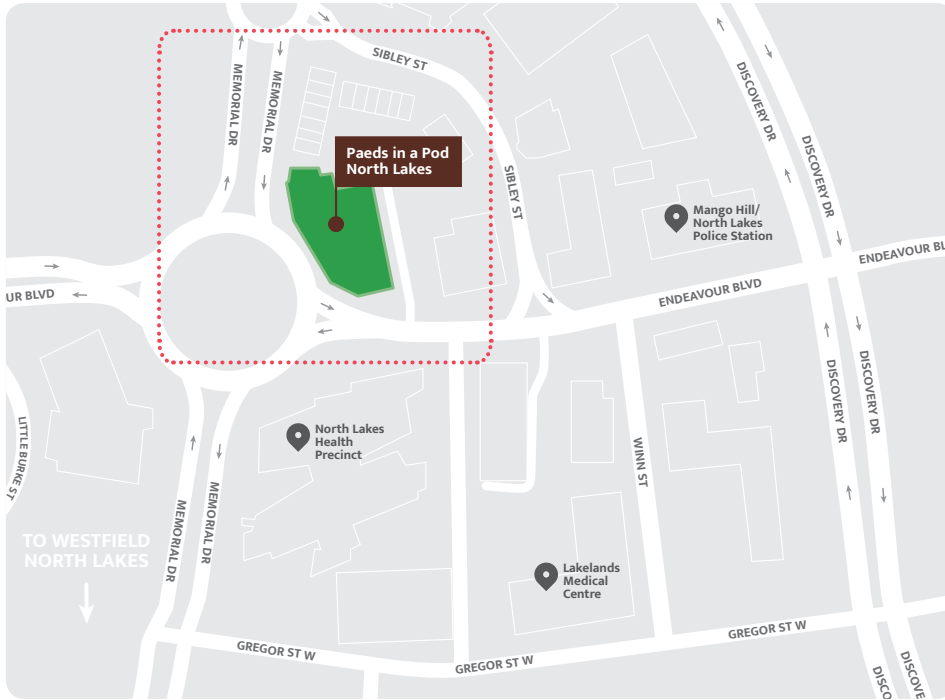 SIBLEY ST
MEMORIAL DR
MEMORIAL DR
DISCOVERY DR
DISCOVERY DR
Paeds in a Pod
North Lakes
SIBLEY ST
Mango Hill/
North Lakes
Police Station
ENDEAVOUR BL
UR BLVD
ENDEAVOUR BLVD
DISCOVERY DR
DISCOVERY DR
LITTLE BURKE ST
North Lakes
Health
Precinct
WINN ST
MEMORIAL DR
MEMORIAL DR
TO WESTFIELD
NORTH LAKES
Lakelands
Medical
Centre
GREGOR ST W
GREGOR ST W
GREGOR ST W
DISCO
DISCOVE